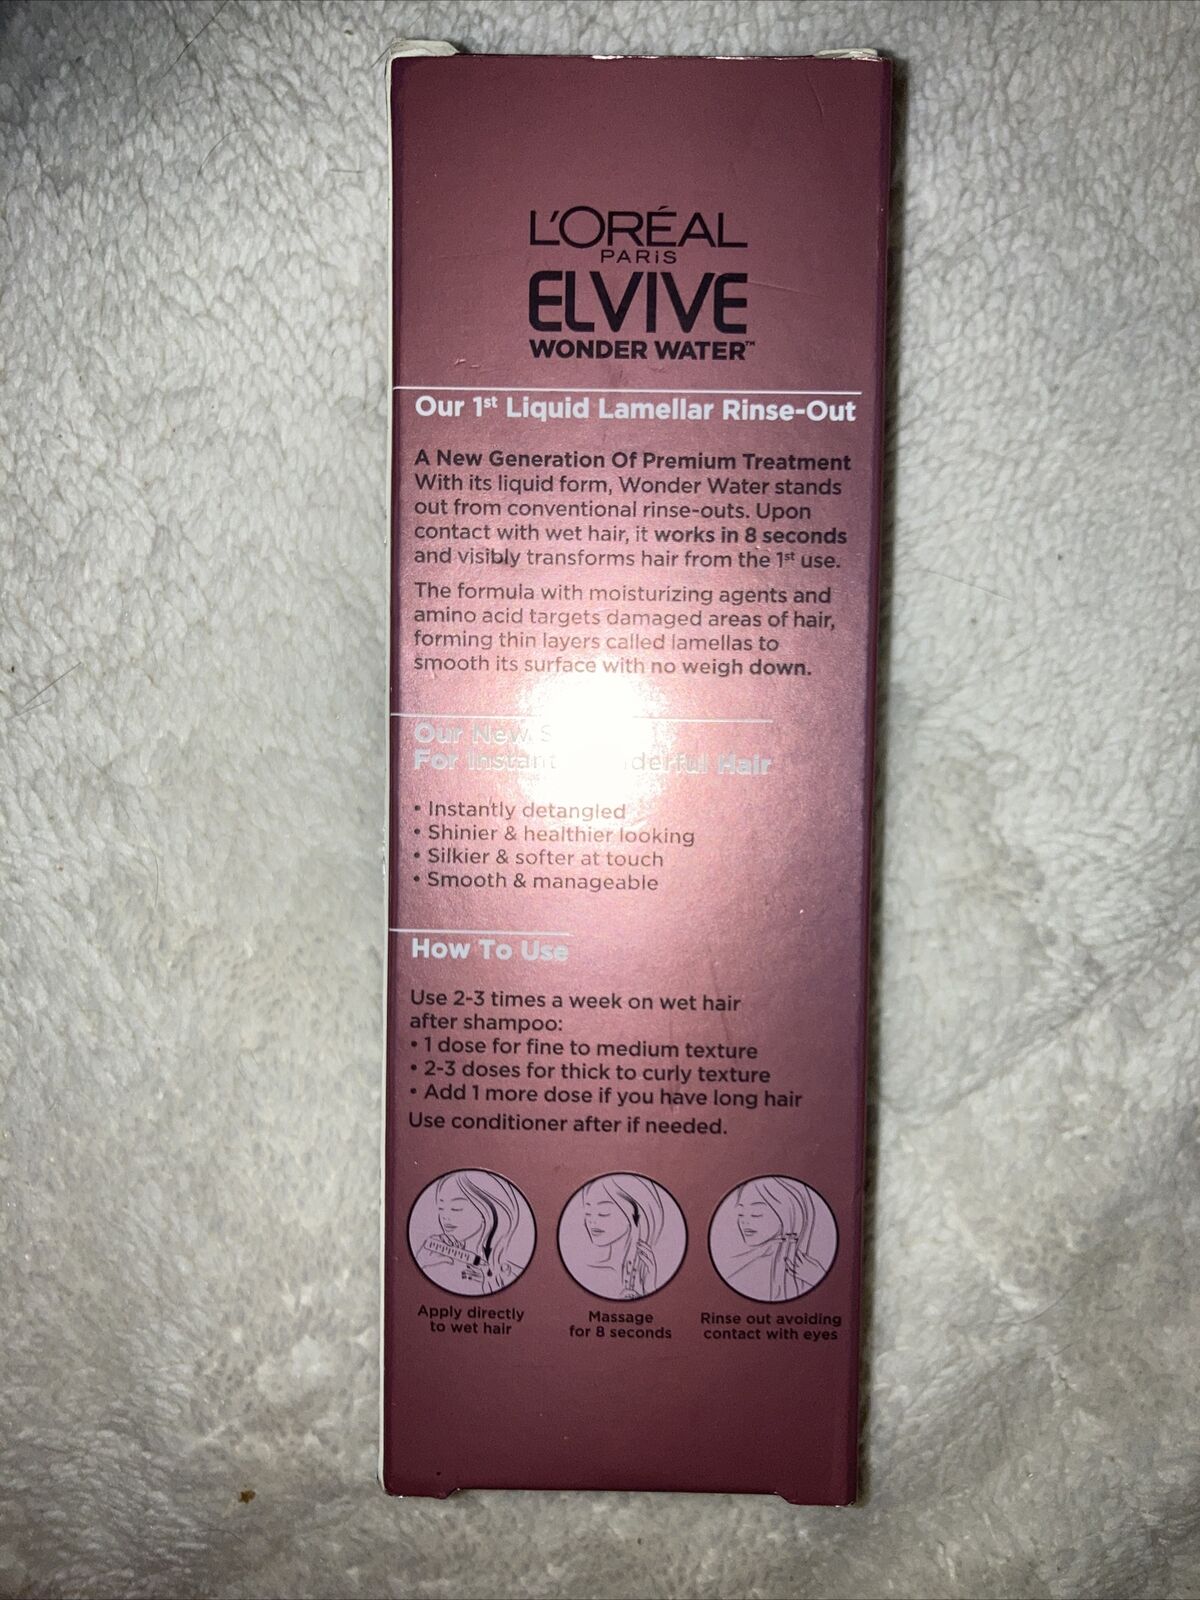 L'ORÉAL
PARIS
ELVIVE
WONDER WATER™
Our 1st Liquid Lamellar Rinse-Out
A New Generation Of Premium Treatment
With its liquid form, Wonder Water stands
out from conventional rinse-outs. Upon
contact with wet hair, it works in 8 seconds
and visibly transforms hair from the 1st use.
The formula with moisturizing agents and
amino acid targets damaged areas of hair,
forming thin layers called lamellas to
smooth its surface with no weigh down.
Our New
For Hair
• Instantly detangled
• Shinier & healthier looking
• Silkier & softer at touch
• Smooth & manageable
How To Use
Use 2-3 times a week on wet hair
after shampoo:
• 1 dose for fine to medium texture
• 2-3 doses for thick to curly texture
• Add 1 more dose if you have long hair
Use conditioner after if needed.
Apply directly
to wet hair
Massage
for 8 seconds
Rinse out avoiding
contact with eyes